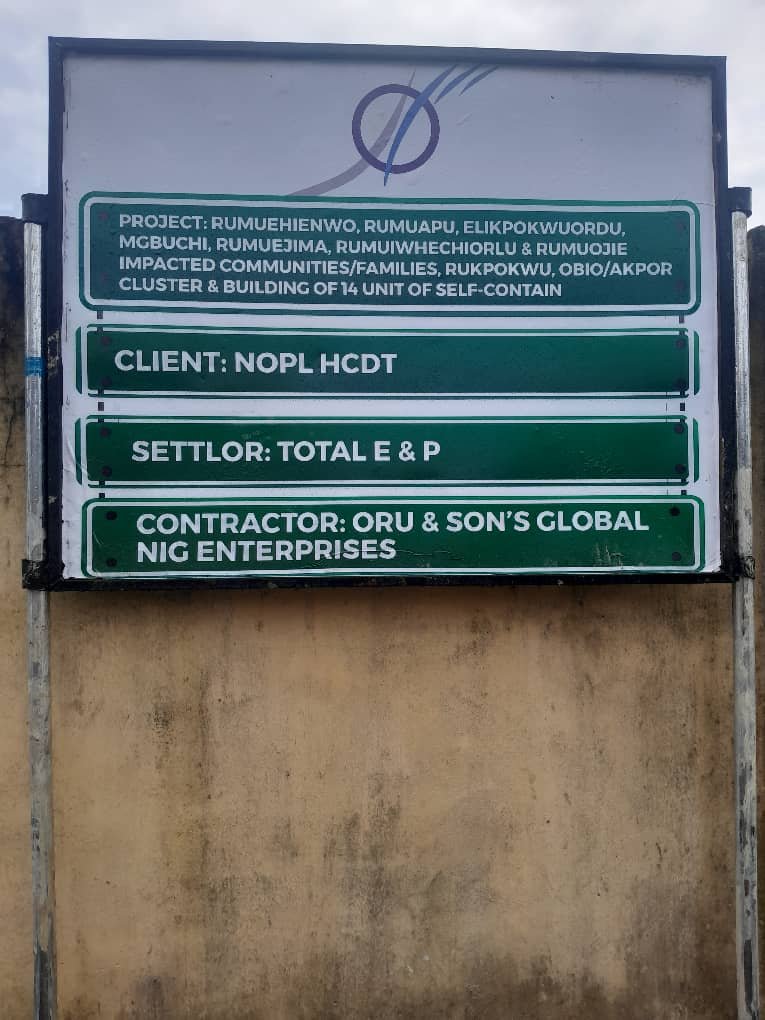 PROJECT: RUMUEHIENWO, RUMUAPU, ELIKPOKWUORDU,
MGBUCHI, RUMUEJIMA, RUMUIWHECHIORLU & RUMUOJIE
IMPACTED COMMUNITIES/FAMILIES, RUKPOKWU, OBIO/AKPOR
CLUSTER & BUILDING OF 14 UNIT OF SELF-CONTAIN
CLIENT: NOPL HCDT
SETTLOR: TOTAL E & P
CONTRACTOR: ORU & SON'S GLOBAL
NIG ENTERPRISES